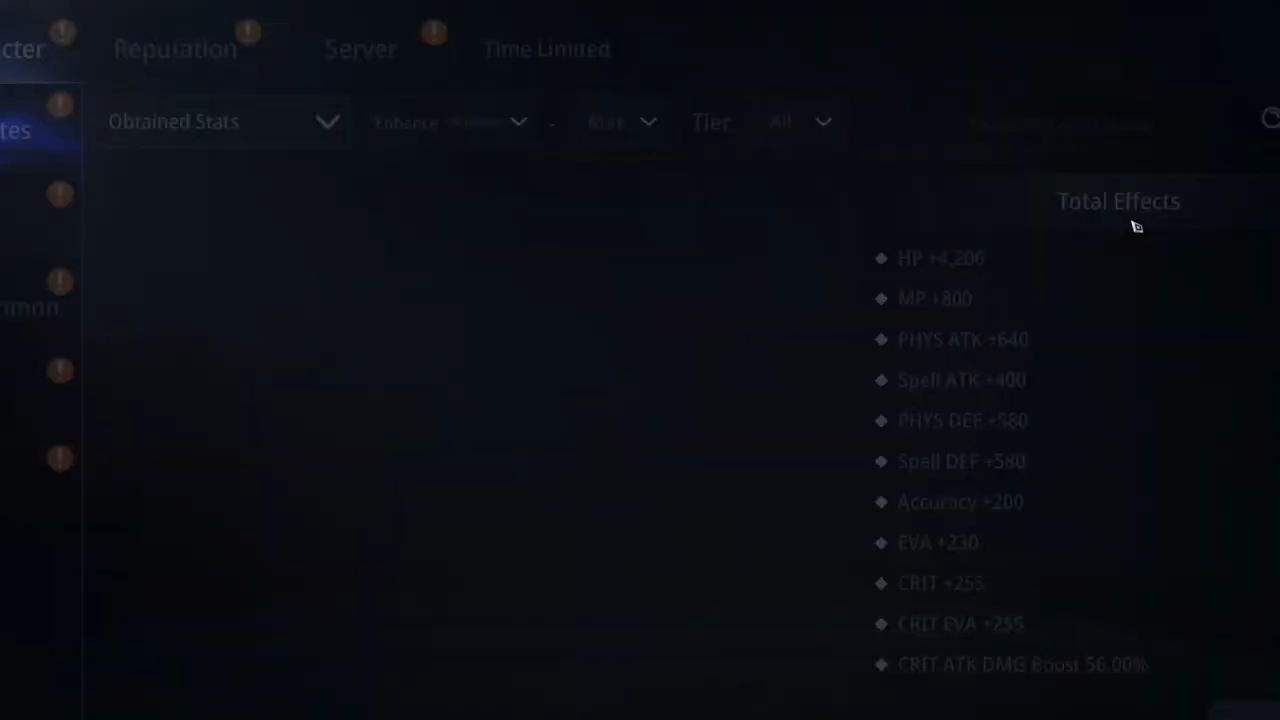 cter Reputation Server Time Limited
tes Obtained Stats Enhance - Max Tier All
Total Effects
HP +4,200
MP +800
PHYS ATK +640
mmon
Spell ATK +400
PHYS DEF +580
Spell DEF +580
Accuracy +200
EVA +230
CRIT +255
CRIT EVA +255
CRIT ATK DMG Boost 56.00%